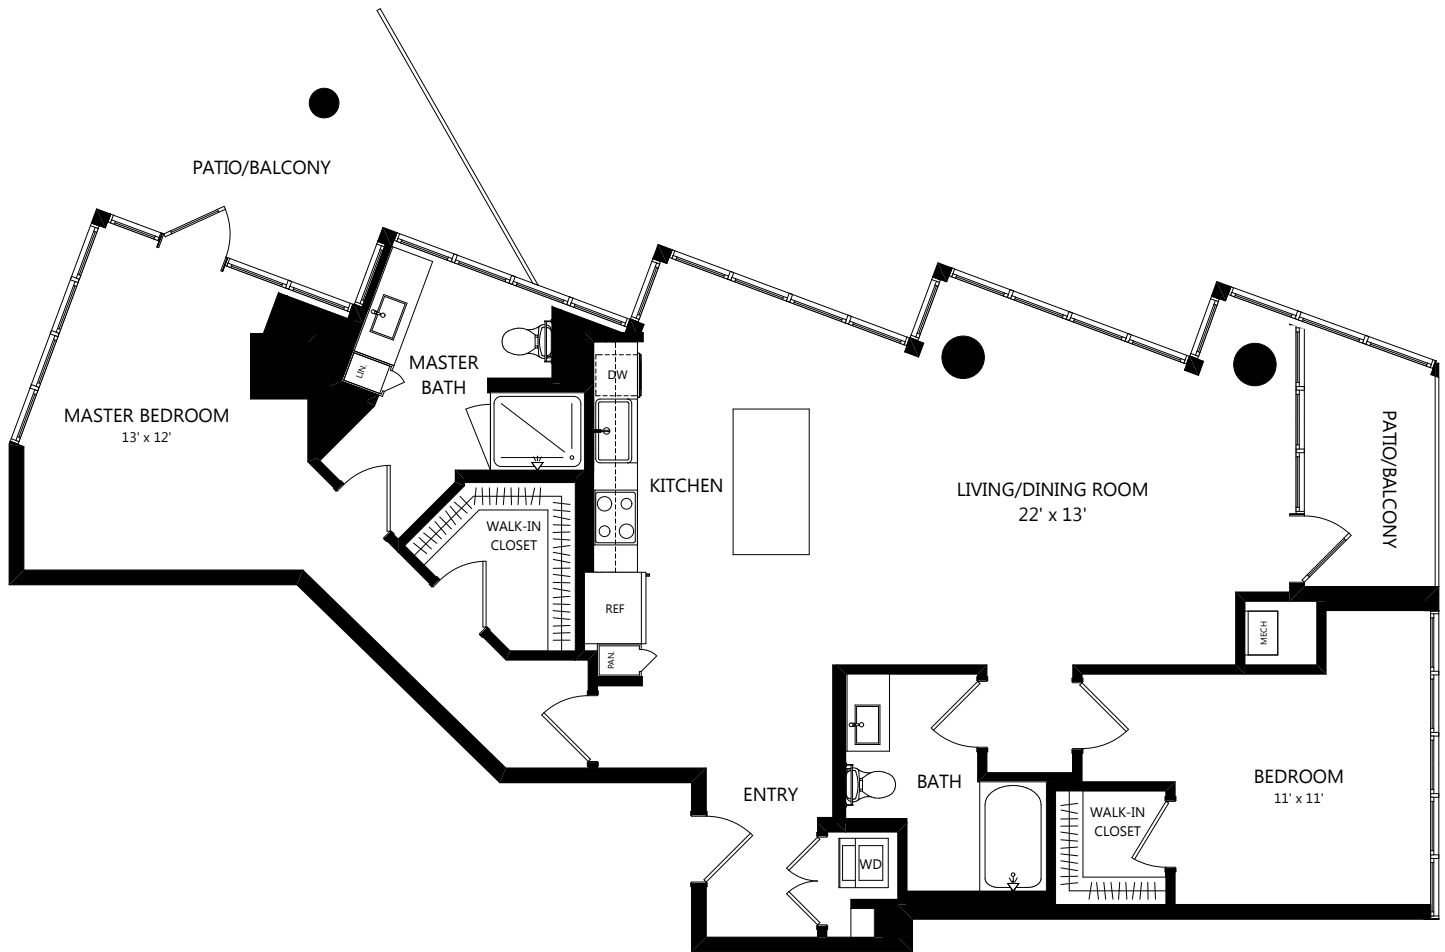 PATIO/BALCONY
MASTER BEDROOM
13' x 12'
LIN.
MASTER
BATH
DW
KITCHEN
WALK-IN
CLOSET
REF
PAN.
LIVING/DINING ROOM
22' x 13'
PATIO/BALCONY
MECH
ENTRY
BATH
WD
WALK-IN
CLOSET
BEDROOM
11' x 11'